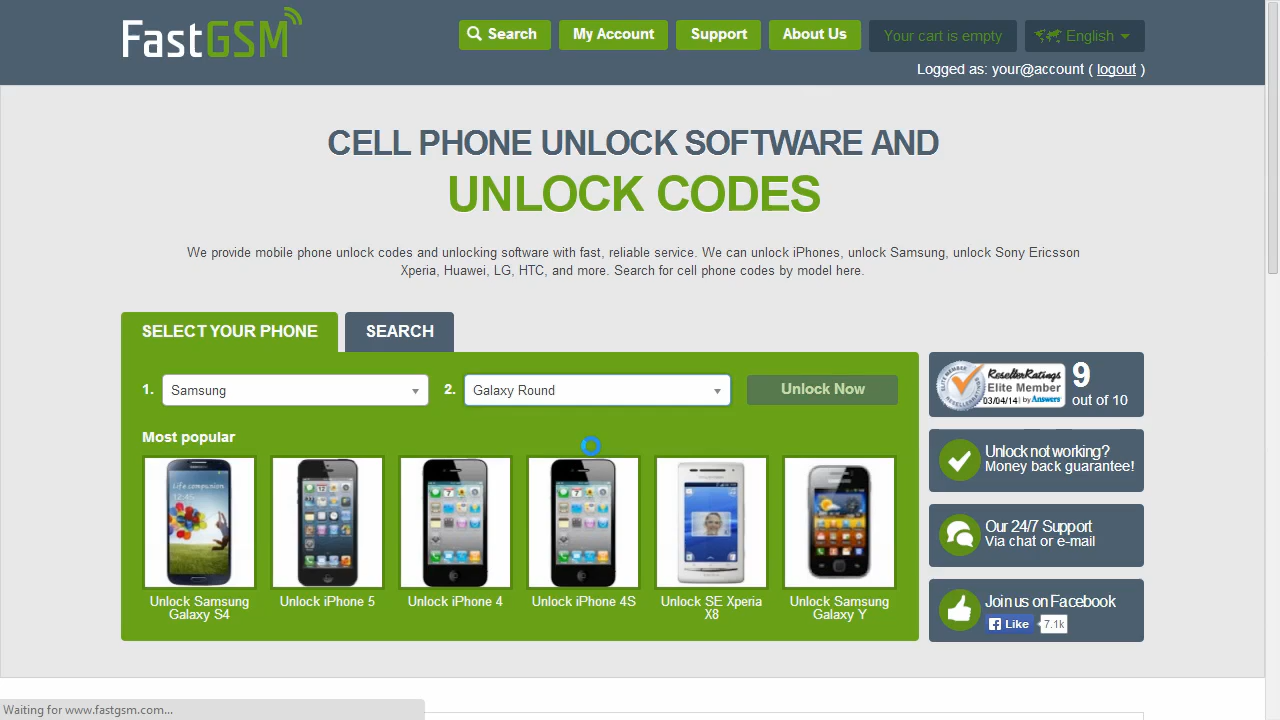 FastGSM
Search
My Account
Support
About Us
Your cart is empty
English
Logged as: your@account ( logout )
CELL PHONE UNLOCK SOFTWARE AND
UNLOCK CODES
We provide mobile phone unlock codes and unlocking software with fast, reliable service. We can unlock iPhones, unlock Samsung, unlock Sony Ericsson
Xperia, Huawei, LG, HTC, and more. Search for cell phone codes by model here.
SELECT YOUR PHONE
SEARCH
1. Samsung
2. Galaxy Round
Unlock Now
Most popular
Life companion
12:45
Unlock Samsung
Galaxy S4
Unlock iPhone 5
Unlock iPhone 4
Unlock iPhone 4S
Unlock SE Xperia
X8
Unlock Samsung
Galaxy Y
ResellerRatings
Elite Member
03/04/14 | by Answers
9
out of 10
Unlock not working?
Money back guarantee!
Our 24/7 Support
Via chat or e-mail
Join us on Facebook
Like
7.1k
Waiting for www.fastgsm.com...